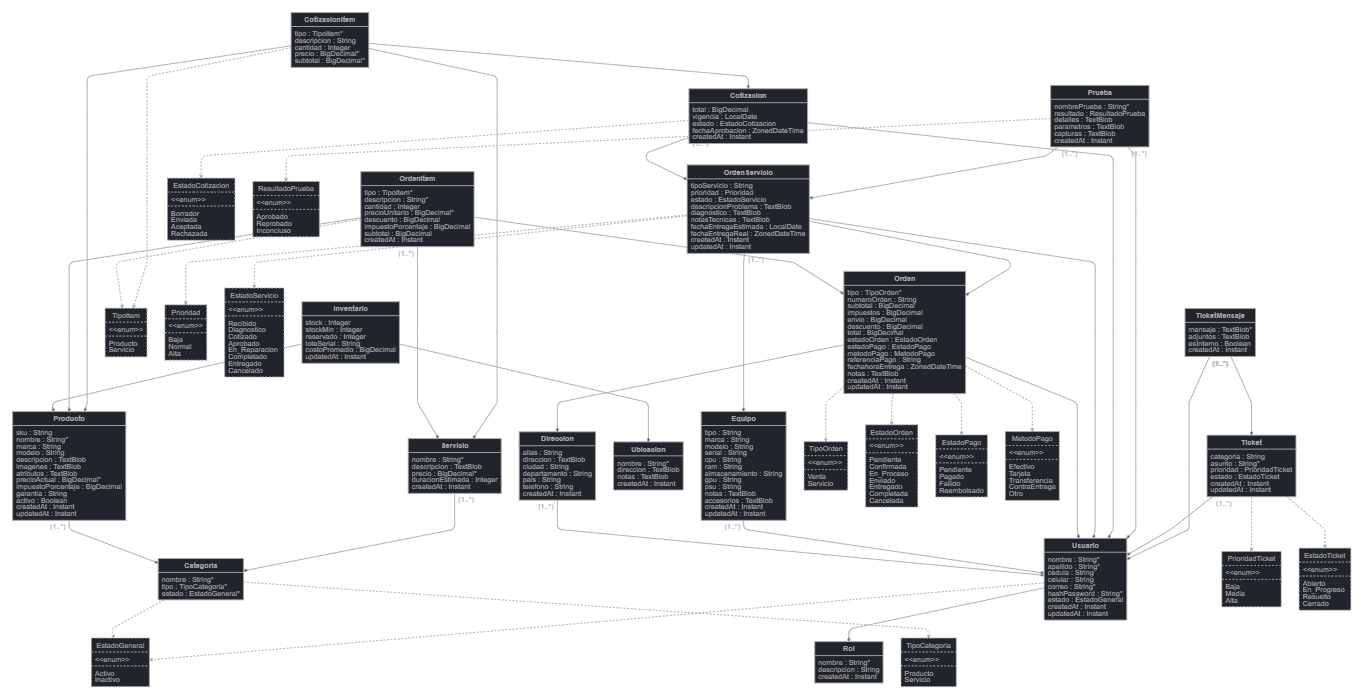 CotizacionItem
tipo : TipoItem*
descripcion : String
cantidad : Integer
precio : BigDecimal*
subtotal : BigDecimal*
Cotizacion
total : BigDecimal
vigencia : LocalDate
estado : EstadoCotizacion
fechaAprobacion : ZonedDateTime
createdAt : Instant
(1..*)
Prueba
nombrePrueba : String*
resultado : ResultadoPrueba
detalles : TextBlob
parametros : TextBlob
capturas : TextBlob
createdAt : Instant
(1..*)
(1..*)
EstadoCotizacion
<<enum>>
Borrador
Enviada
Aceptada
Rechazada
ResultadoPrueba
<<enum>>
Aprobado
Reprobado
Inconcluso
OrdenItem
tipo : TipoItem*
descripcion : String*
cantidad : Integer
precioUnitario : BigDecimal*
descuento : BigDecimal
impuestoPorcentaje : BigDecimal
subtotal : BigDecimal
createdAt : Instant
(1..*)
OrdenServicio
tipoServicio : String
prioridad : Prioridad
estado : EstadoServicio
descripcionProblema : TextBlob
diagnostico : TextBlob
notasTecnicas : TextBlob
fechaEntregaEstimada : LocalDate
fechaEntregaReal : ZonedDateTime
createdAt : Instant
updatedAt : Instant
(1..*)
TipoItem
<<enum>>
Producto
Servicio
Prioridad
<<enum>>
Baja
Normal
Alta
EstadoServicio
<<enum>>
Recibido
Diagnostico
Cotizado
Aprobado
En_Reparacion
Completado
Entregado
Cancelado
Inventario
stock : Integer
stockMin : Integer
reservado : Integer
loteSerial : String
costoPromedio : BigDecimal
updatedAt : Instant
Orden
tipo : TipoOrden*
numeroOrden : String
subtotal : BigDecimal
impuestos : BigDecimal
envio : BigDecimal
descuento : BigDecimal
total : BigDecimal
estadoOrden : EstadoOrden
estadoPago : EstadoPago
metodoPago : MetodoPago
referenciaPago : String
fechahoraEntrega : ZonedDateTime
notas : TextBlob
createdAt : Instant
updatedAt : Instant
TicketMensaje
mensaje : TextBlob*
adjuntos : TextBlob
esInterno : Boolean
createdAt : Instant
(1..*)
Producto
sku : String
nombre : String*
marca : String
modelo : String
descripcion : TextBlob
imagenes : TextBlob
atributos : TextBlob
precioActual : BigDecimal*
impuestoPorcentaje : BigDecimal
garantia : String
activo : Boolean
createdAt : Instant
updatedAt : Instant
(1..*)
Servicio
nombre : String*
descripcion : TextBlob
precio : BigDecimal*
duracionEstimada : Integer
createdAt : Instant
(1..*)
Direccion
alias : String
direccion : TextBlob
ciudad : String
departamento : String
pais : String
telefono : String
createdAt : Instant
(1..*)
Ubicacion
nombre : String*
direccion : TextBlob
notas : TextBlob
createdAt : Instant
Equipo
tipo : String
marca : String
modelo : String
serial : String
cpu : String
ram : String
almacenamiento : String
gpu : String
psu : String
notas : TextBlob
accesorios : TextBlob
updatedAt : Instant
(1..*)
TipoOrden
<<enum>>
Venta
Servicio
EstadoOrden
<<enum>>
Pendiente
Confirmada
En_Proceso
Enviado
Entregado
Completada
Cancelada
EstadoPago
<<enum>>
Pendiente
Pagado
Fallido
Reembolsado
MetodoPago
<<enum>>
Efectivo
Tarjeta
Transferencia
ContraEntrega
Otro
Ticket
categoria : String
asunto : String*
prioridad : PrioridadTicket
estado : EstadoTicket
createdAt : Instant
updatedAt : Instant
(1..*)
Categoria
nombre : String*
tipo : TipoCategoria*
estado : EstadoGeneral*
Usuario
nombre : String*
apellido : String*
cedula : String
celular : String
correo : String*
hashPassword : String*
estado : EstadoGeneral
createdAt : Instant
updatedAt : Instant
PrioridadTicket
<<enum>>
Baja
Media
Alta
EstadoTicket
<<enum>>
Abierto
En_Progreso
Resuelto
Cerrado
EstadoGeneral
<<enum>>
Activo
Inactivo
Rol
nombre : String*
descripcion : String
createdAt : Instant
TipoCategoria
<<enum>>
Producto
Servicio